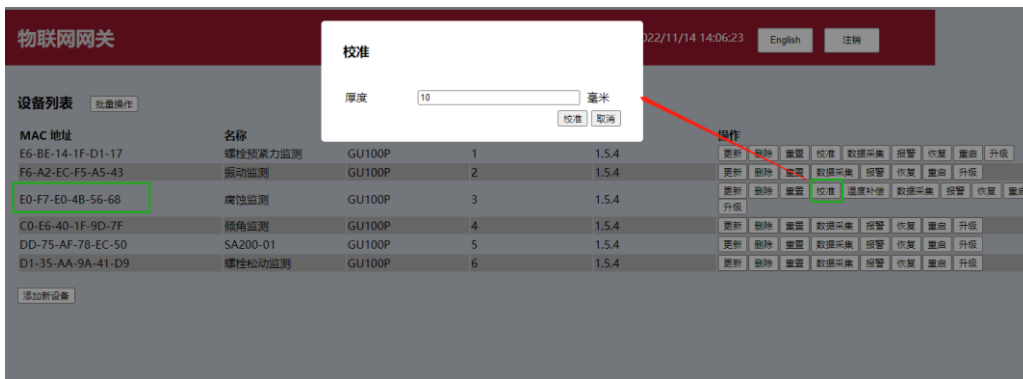 物联网网关
022/11/14 14:06:23 English 注销
校准
厚度 10 毫米
校准 取消
设备列表 批量操作
MAC 地址 名称 操作
E6-BE-14-1F-D1-17 螺栓预紧力监测 GU100P 1 1.5.4 更新 删除 重置 校准 数据采集 报警 恢复 重启 升级
F6-A2-EC-F5-A5-43 振动监测 GU100P 2 1.5.4 更新 删除 重置 数据采集 报警 恢复 重启 升级
E0-F7-E0-4B-56-68 腐蚀监测 GU100P 3 1.5.4 更新 删除 重置 校准 温度补偿 数据采集 报警 恢复 重启
升级
C0-E6-40-1F-9D-7F 倾角监测 GU100P 4 1.5.4 更新 删除 重置 数据采集 报警 恢复 重启 升级
DD-75-AF-78-EC-50 SA200-01 GU100P 5 1.5.4 更新 删除 重置 数据采集 报警 恢复 重启 升级
D1-35-AA-9A-41-D9 螺栓松动监测 GU100P 6 1.5.4 更新 删除 重置 数据采集 报警 恢复 重启 升级
添加新设备